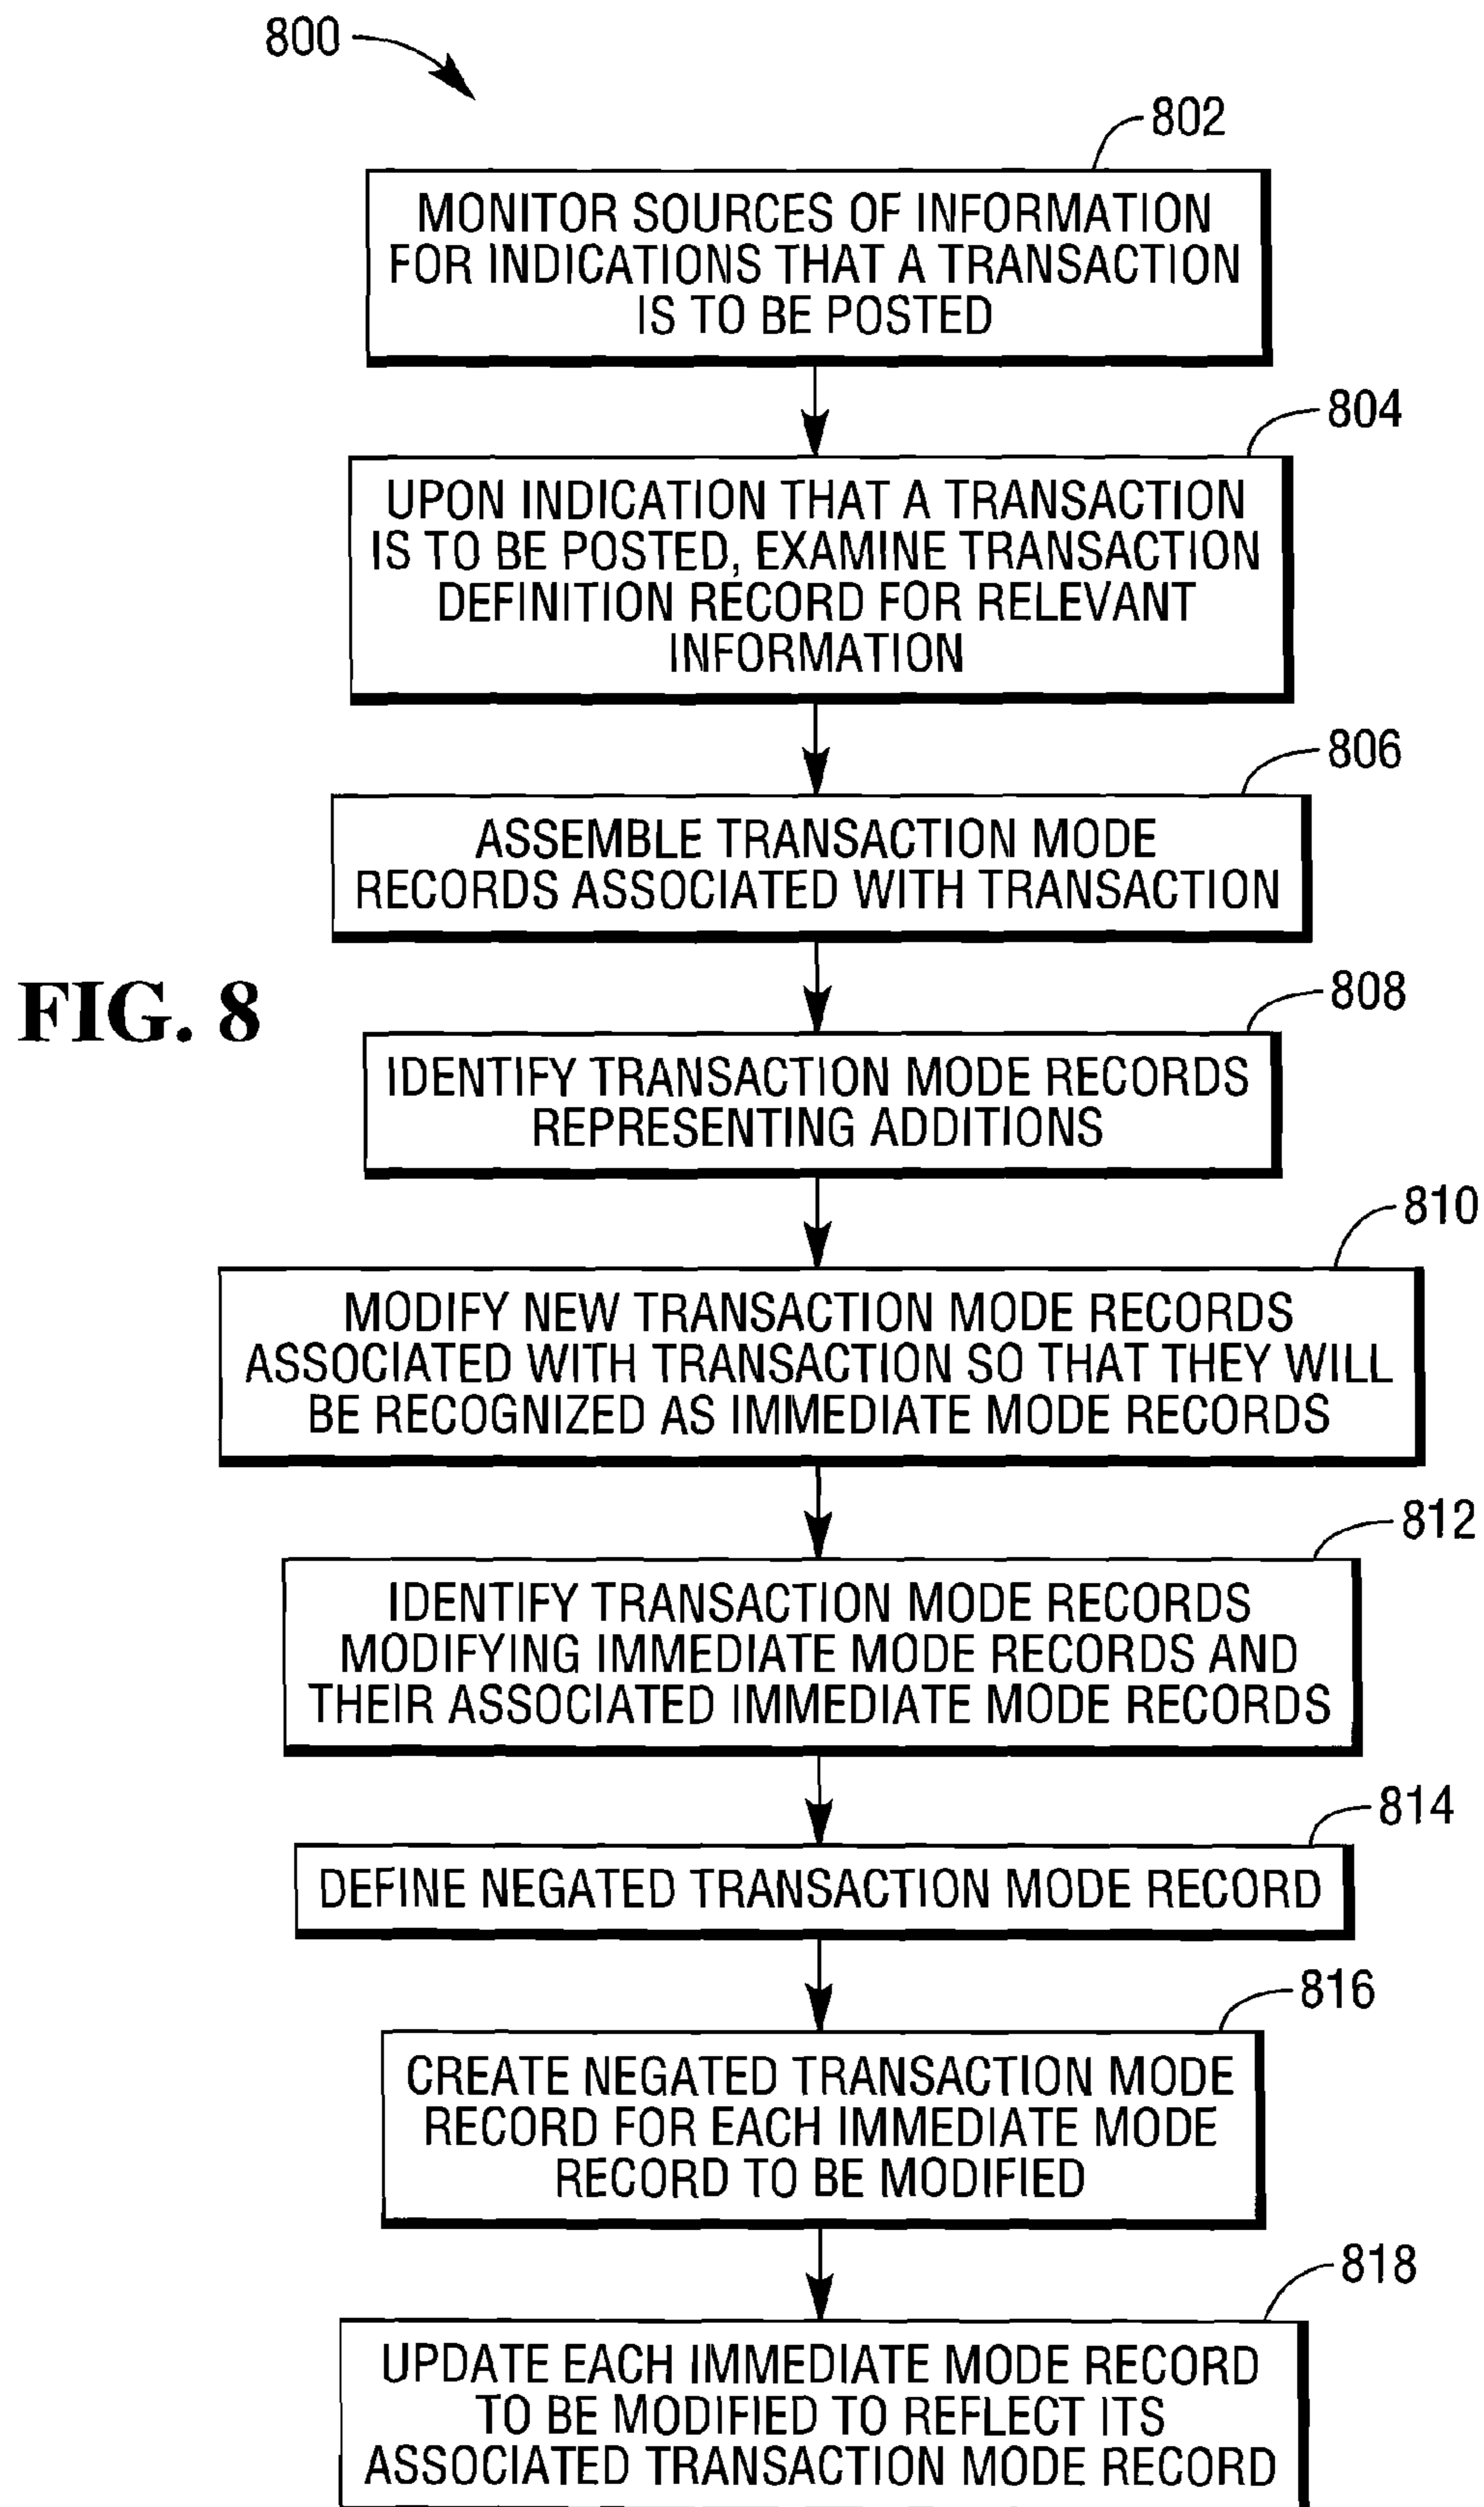 800
802
MONITOR SOURCES OF INFORMATION
FOR INDICATIONS THAT A TRANSACTION
IS TO BE POSTED
804
UPON INDICATION THAT A TRANSACTION
IS TO BE POSTED, EXAMINE TRANSACTION
DEFINITION RECORD FOR RELEVANT
INFORMATION
806
ASSEMBLE TRANSACTION MODE
RECORDS ASSOCIATED WITH TRANSACTION
FIG. 8
808
IDENTIFY TRANSACTION MODE RECORDS
REPRESENTING ADDITIONS
810
MODIFY NEW TRANSACTION MODE RECORDS
ASSOCIATED WITH TRANSACTION SO THAT THEY WILL
BE RECOGNIZED AS IMMEDIATE MODE RECORDS
812
IDENTIFY TRANSACTION MODE RECORDS
MODIFYING IMMEDIATE MODE RECORDS AND
THEIR ASSOCIATED IMMEDIATE MODE RECORDS
814
DEFINE NEGATED TRANSACTION MODE RECORD
816
CREATE NEGATED TRANSACTION MODE
RECORD FOR EACH IMMEDIATE MODE
RECORD TO BE MODIFIED
818
UPDATE EACH IMMEDIATE MODE RECORD
TO BE MODIFIED TO REFLECT ITS
ASSOCIATED TRANSACTION MODE RECORD